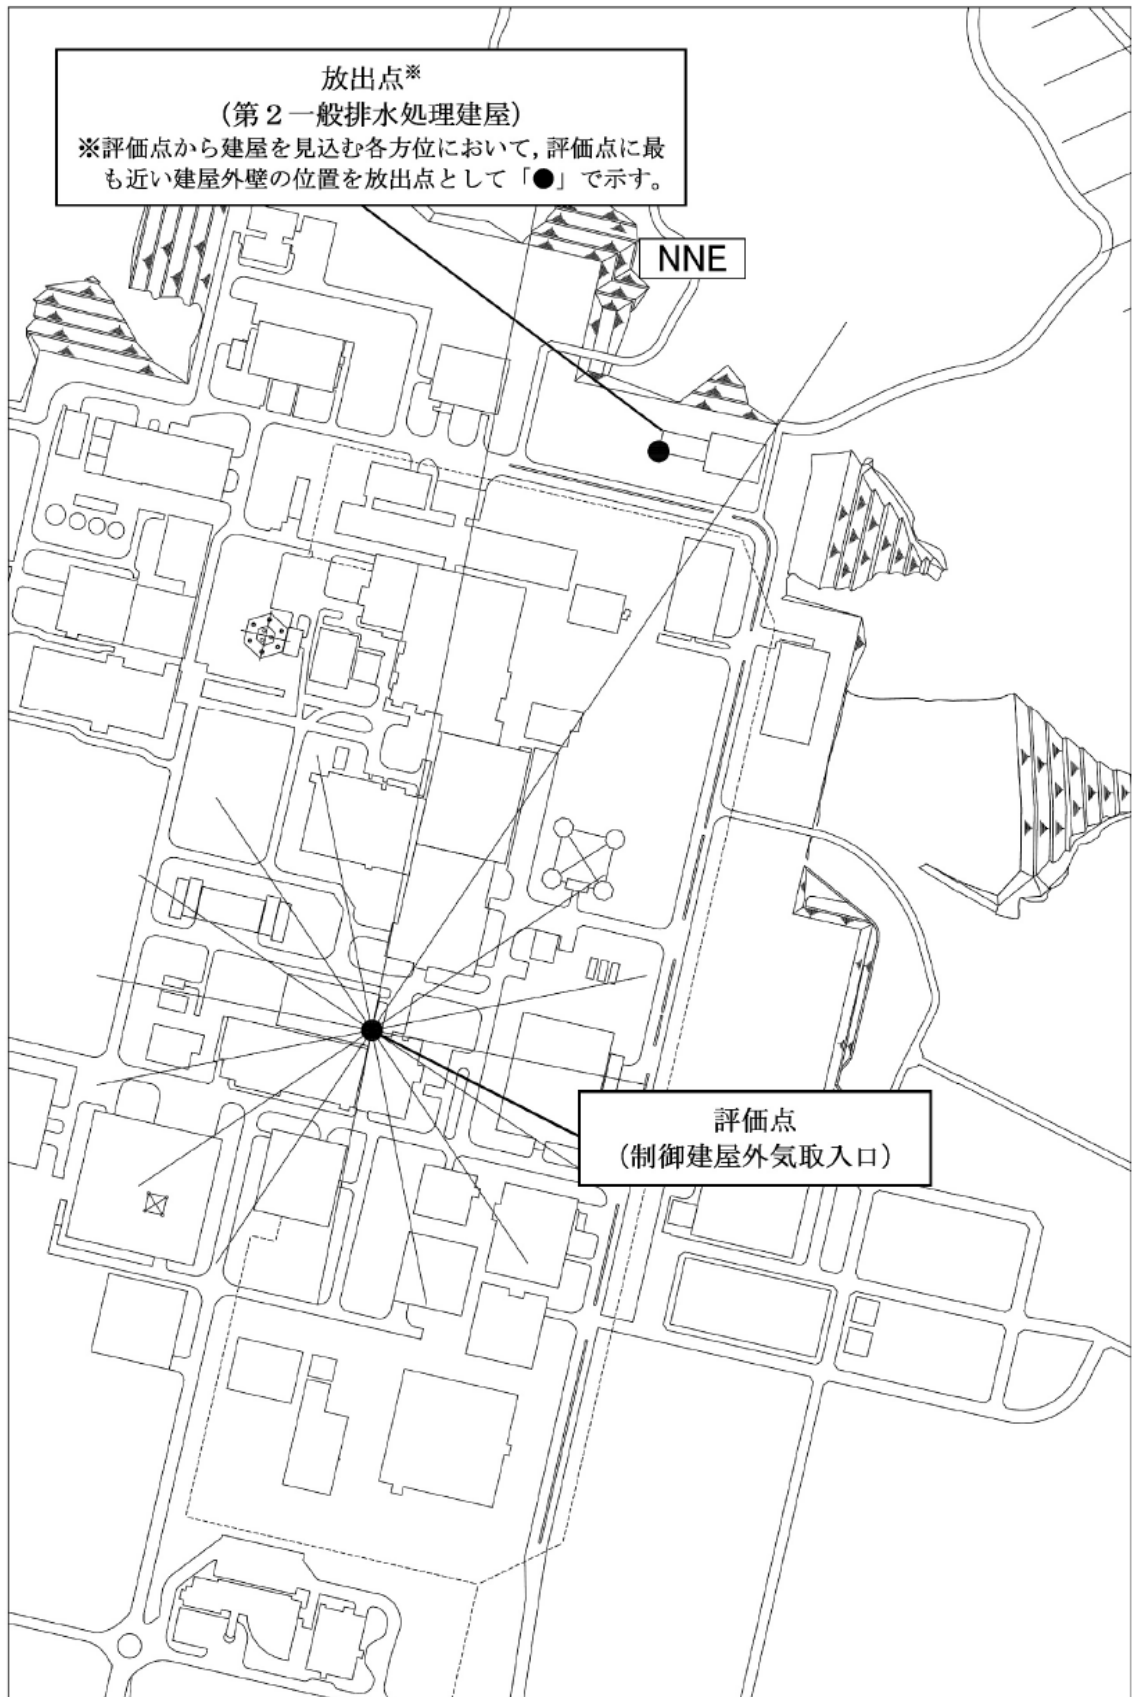 放出点※
（第２一般排水処理建屋）
※評価点から建屋を見込む各方位において，評価点に最
も近い建屋外壁の位置を放出点として「●」で示す。
NNE
評価点
（制御建屋外気取入口）